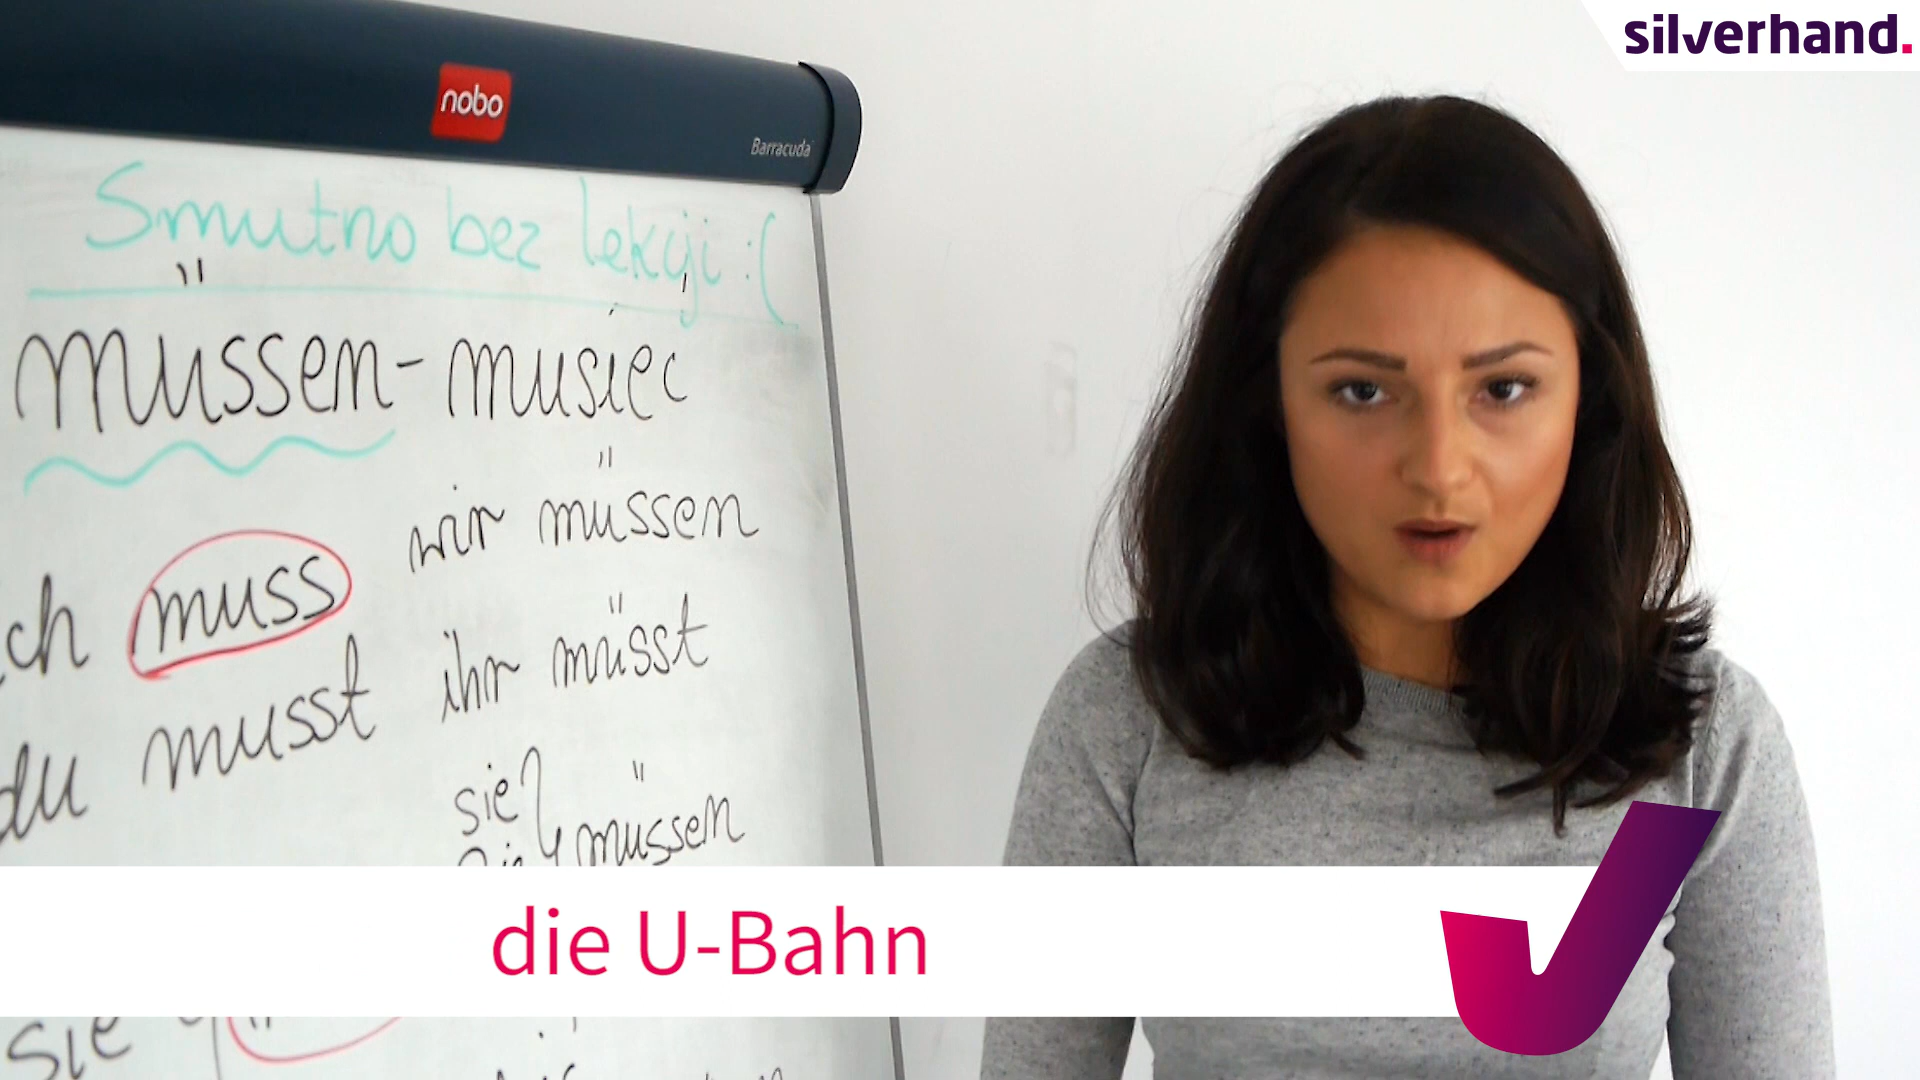 silverhand.
nobo
Barracuda
Smutno bez lekcji :(
müssen - musieć
ich muss
wir müssen
du musst
ihr müsst
sie
müssen
die U-Bahn
sie